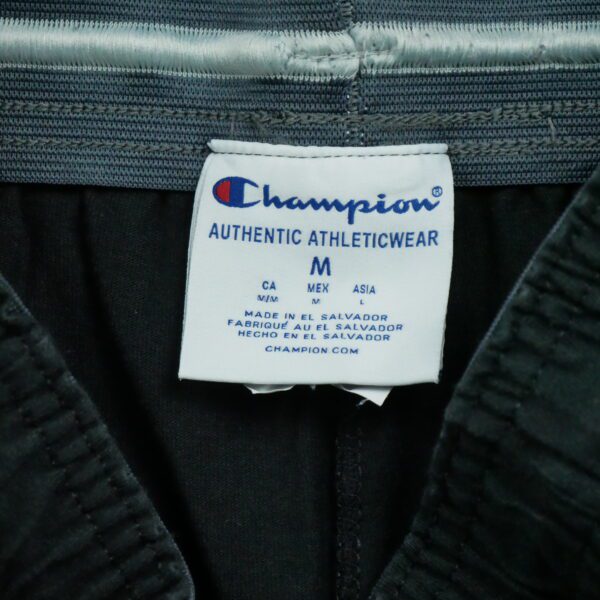 Champion®
AUTHENTIC ATHLETICWEAR
M
CA MEX ASIA
M/M M L
MADE IN EL SALVADOR
FABRIQUÉ AU EL SALVADOR
HECHO EN EL SALVADOR
CHAMPION.COM